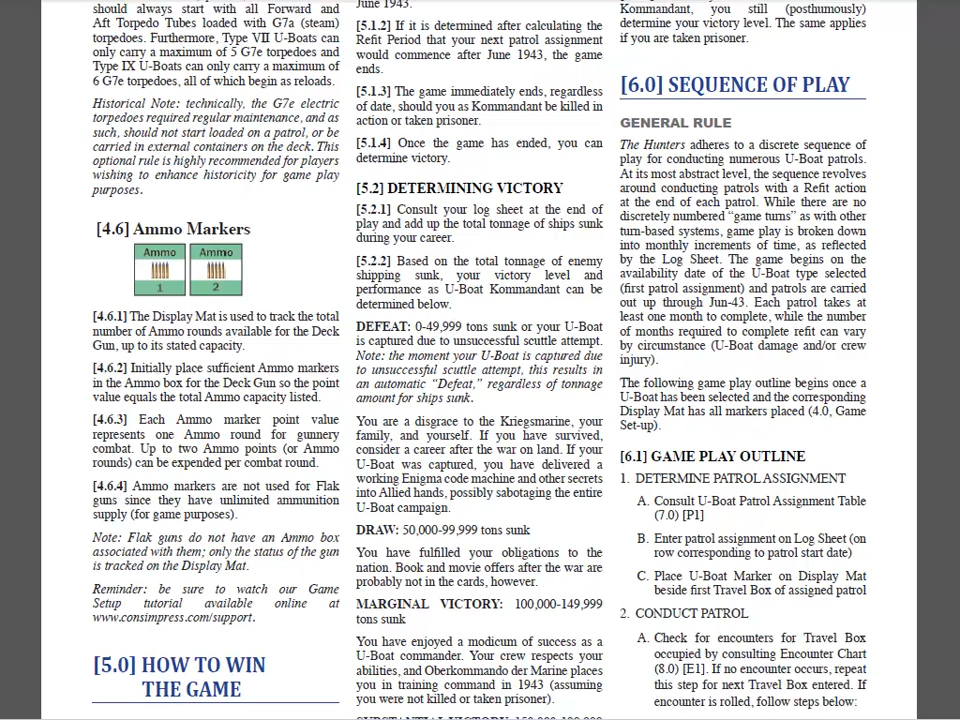 should always start with all Forward and
Aft Torpedo Tubes loaded with G7a (steam)
torpedoes. Furthermore, Type VII U-Boats can
only carry a maximum of 5 G7e torpedoes and
Type IX U-Boats can only carry a maximum of
6 G7e torpedoes, all of which begin as reloads.
Historical Note: technically, the G7e electric
torpedoes required regular maintenance, and as
such, should not start loaded on a patrol, or be
carried in external containers on the deck. This
optional rule is highly recommended for players
wishing to enhance historicity for game play
purposes.
[4.6] Ammo Markers
Ammo
1
Ammo
2
[4.6.1] The Display Mat is used to track the total
number of Ammo rounds available for the Deck
Gun, up to its stated capacity.
[4.6.2] Initially place sufficient Ammo markers
in the Ammo box for the Deck Gun so the point
value equals the total Ammo capacity listed.
[4.6.3] Each Ammo marker point value
represents one Ammo round for gunnery
combat. Up to two Ammo points (or Ammo
rounds) can be expended per combat round.
[4.6.4] Ammo markers are not used for Flak
guns since they have unlimited ammunition
supply (for game purposes).
Note: Flak guns do not have an Ammo box
associated with them; only the status of the gun
is tracked on the Display Mat.
Reminder: be sure to watch our Game
Setup tutorial available online at
www.consimpress.com/support.
[5.0] HOW TO WIN
THE GAME
June 1943.
[5.1.2] If it is determined after calculating the
Refit Period that your next patrol assignment
would commence after June 1943, the game
ends.
[5.1.3] The game immediately ends, regardless
of date, should you as Kommandant be killed in
action or taken prisoner.
[5.1.4] Once the game has ended, you can
determine victory.
[5.2] DETERMINING VICTORY
[5.2.1] Consult your log sheet at the end of
play and add up the total tonnage of ships sunk
during your career.
[5.2.2] Based on the total tonnage of enemy
shipping sunk, your victory level and
performance as U-Boat Kommandant can be
determined below.
DEFEAT: 0-49,999 tons sunk or your U-Boat
is captured due to unsuccessful scuttle attempt.
Note: the moment your U-Boat is captured due
to unsuccessful scuttle attempt, this results in
an automatic “Defeat,” regardless of tonnage
amount for ships sunk.
You are a disgrace to the Kriegsmarine, your
family, and yourself. If you have survived,
consider a career after the war on land. If your
U-Boat was captured, you have delivered a
working Enigma code machine and other secrets
into Allied hands, possibly sabotaging the entire
U-Boat campaign.
DRAW: 50,000-99,999 tons sunk
You have fulfilled your obligations to the
nation. Book and movie offers after the war are
probably not in the cards, however.
MARGINAL VICTORY: 100,000-149,999
tons sunk
You have enjoyed a modicum of success as a
U-Boat commander. Your crew respects your
abilities, and Oberkommando der Marine places
you in training command in 1943 (assuming
you were not killed or taken prisoner).
Kommandant, you still (posthumously)
determine your victory level. The same applies
if you are taken prisoner.
[6.0] SEQUENCE OF PLAY
GENERAL RULE
The Hunters adheres to a discrete sequence of
play for conducting numerous U-Boat patrols.
At its most abstract level, the sequence revolves
around conducting patrols with a Refit action
at the end of each patrol. While there are no
discretely numbered “game turns” as with other
turn-based systems, game play is broken down
into monthly increments of time, as reflected
by the Log Sheet. The game begins on the
availability date of the U-Boat type selected
(first patrol assignment) and patrols are carried
out up through Jun-43. Each patrol takes at
least one month to complete, while the number
of months required to complete refit can vary
by circumstance (U-Boat damage and/or crew
injury).
The following game play outline begins once a
U-Boat has been selected and the corresponding
Display Mat has all markers placed (4.0, Game
Set-up).
[6.1] GAME PLAY OUTLINE
1. DETERMINE PATROL ASSIGNMENT
A. Consult U-Boat Patrol Assignment Table
(7.0) [P1]
B. Enter patrol assignment on Log Sheet (on
row corresponding to patrol start date)
C. Place U-Boat Marker on Display Mat
beside first Travel Box of assigned patrol
2. CONDUCT PATROL
A. Check for encounters for Travel Box
occupied by consulting Encounter Chart
(8.0) [E1]. If no encounter occurs, repeat
this step for next Travel Box entered. If
encounter is rolled, follow steps below: